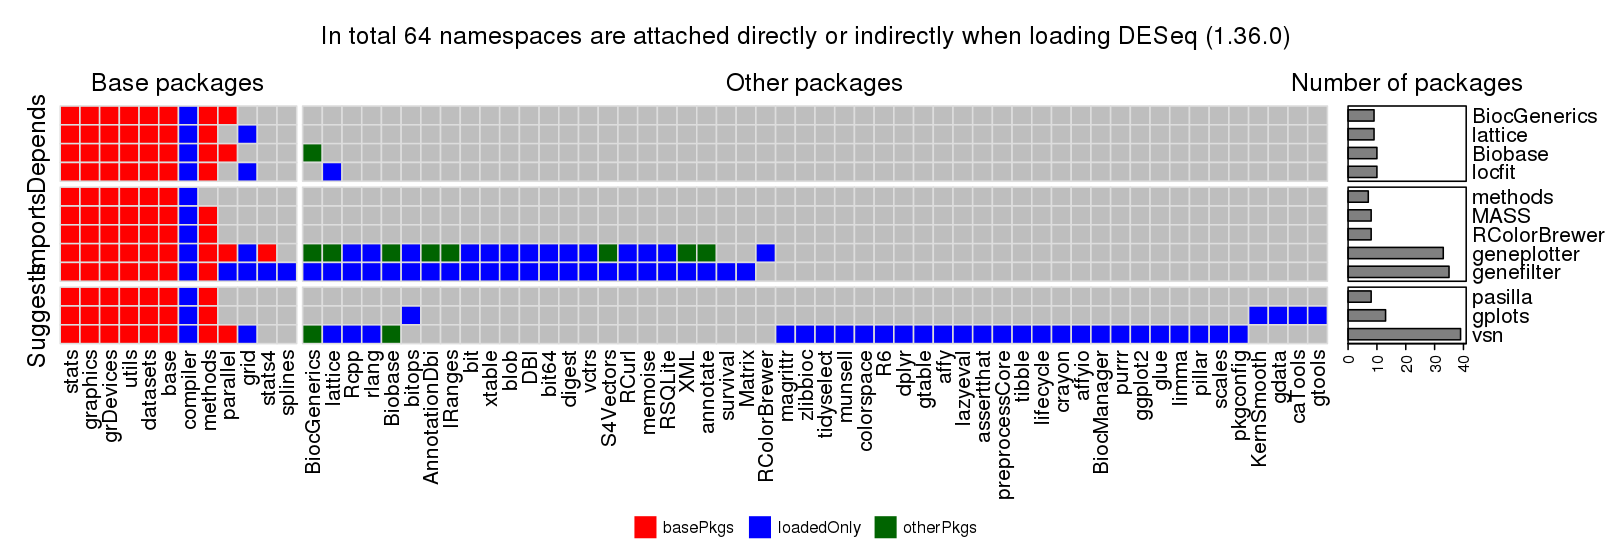 In total 64 namespaces are attached directly or indirectly when loading DESeq (1.36.0)
Base packages
Other packages
Number of packages
Depends
Imports
Suggests
BiocGenerics
lattice
Biobase
locfit
methods
MASS
RColorBrewer
geneplotter
genefilter
pasilla
gplots
vsn
0
10
20
30
40
stats
graphics
grDevices
utils
datasets
base
compiler
methods
parallel
grid
stats4
splines
BiocGenerics
lattice
Rcpp
rlang
Biobase
bitops
AnnotationDbi
IRanges
bit
xtable
blob
DBI
bit64
digest
vctrs
S4Vectors
RCurl
memoise
RSQLite
XML
annotate
survival
Matrix
RColorBrewer
magrittr
zlibbioc
tidyselect
munsell
colorspace
R6
dplyr
gtable
affy
lazyeval
assertthat
preprocessCore
tibble
lifecycle
crayon
affyio
BiocManager
purrr
ggplot2
glue
limma
pillar
scales
pkgconfig
KernSmooth
gdata
caTools
gtools
basePkgs
loadedOnly
otherPkgs